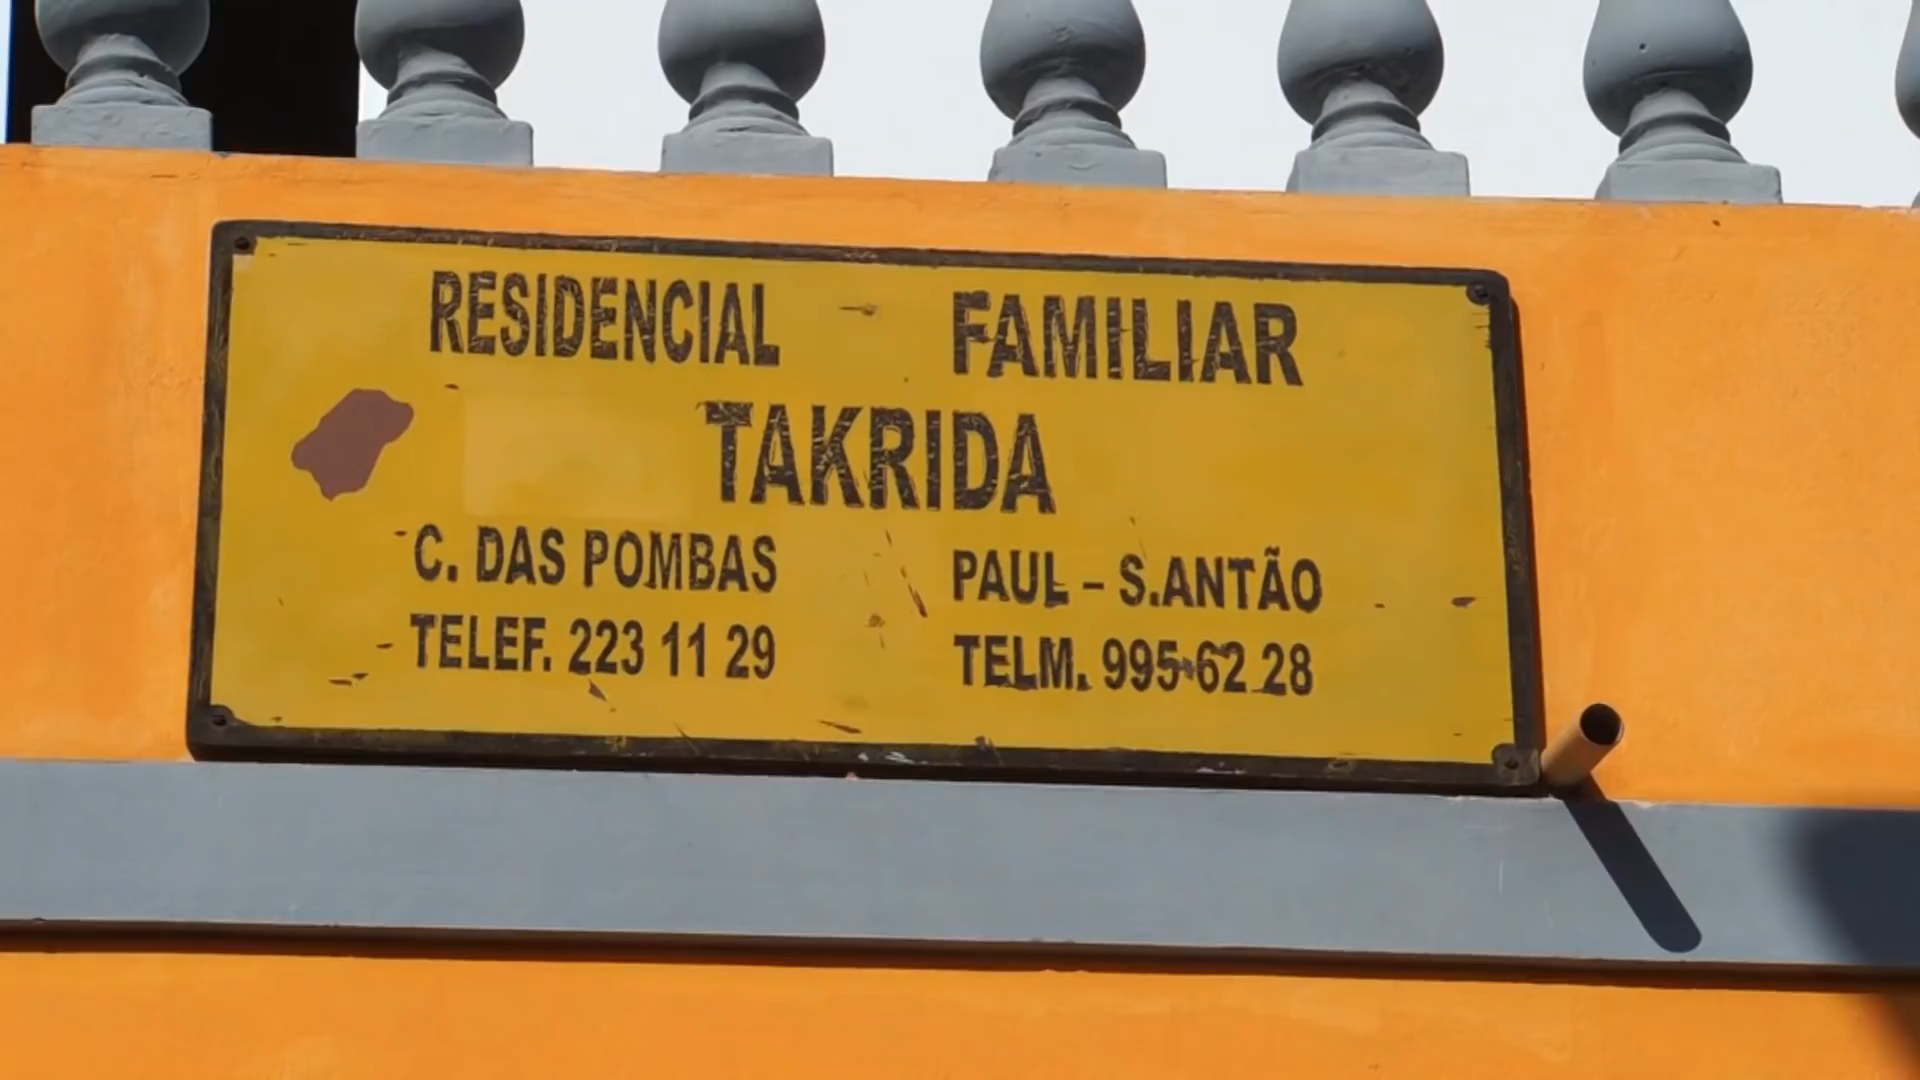 RESIDENCIAL FAMILIAR
TAKRIDA
C. DAS POMBAS PAUL – S.ANTÃO
TELEF. 223 11 29 TELM. 995 62 28